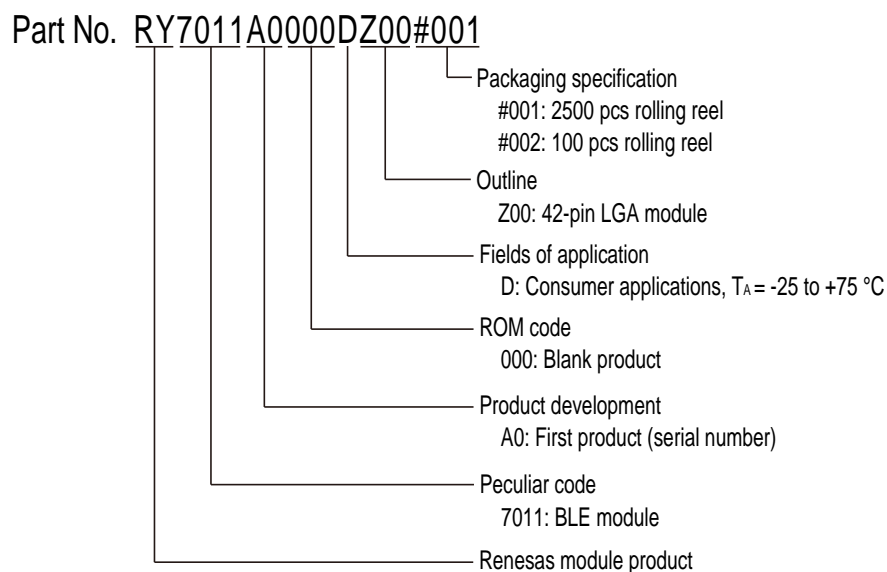 Part No. RY7011A0000DZ00#001
Packaging specification
#001: 2500 pcs rolling reel
#002: 100 pcs rolling reel
Outline
Z00: 42-pin LGA module
Fields of application
D: Consumer applications, TA = -25 to +75 °C
ROM code
000: Blank product
Product development
A0: First product (serial number)
Peculiar code
7011: BLE module
Renesas module product